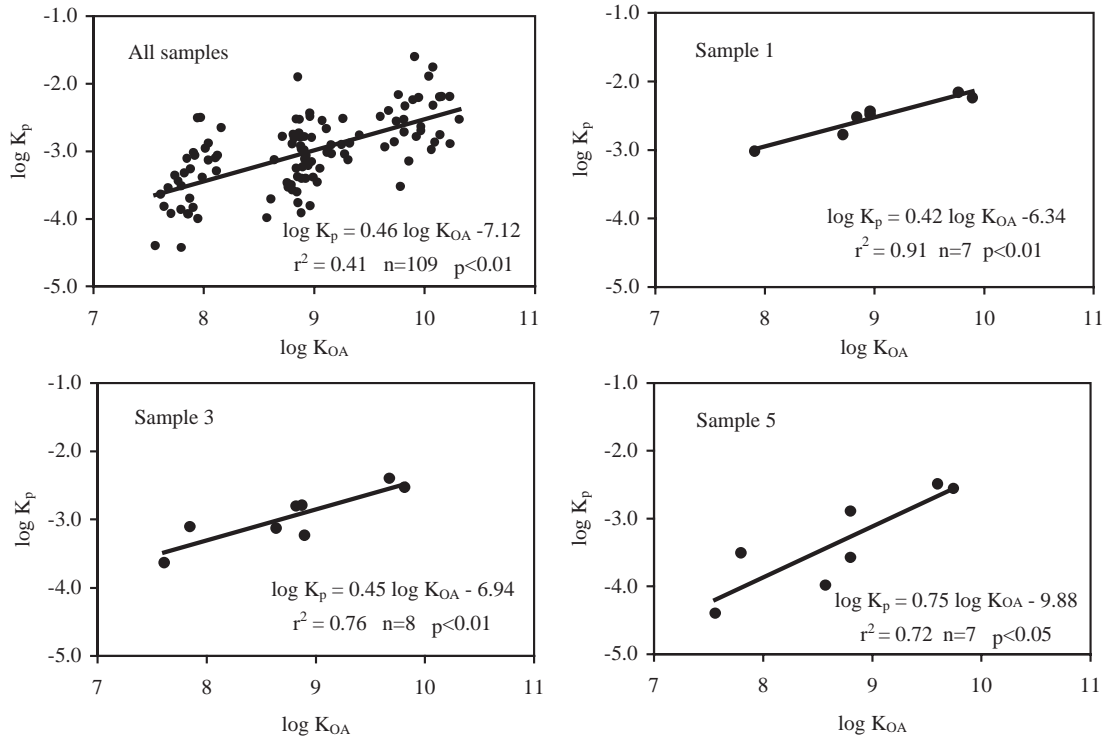 -1.0
-2.0
-3.0
-4.0
-5.0
log Kp
All samples
log Kp = 0.46 log KOA -7.12
r2 = 0.41 n=109 p<0.01
7 8 9 10 11
log KOA
-1.0
-2.0
-3.0
-4.0
-5.0
log Kp
Sample 1
log Kp = 0.42 log KOA -6.34
r2 = 0.91 n=7 p<0.01
7 8 9 10 11
log KOA
-1.0
-2.0
-3.0
-4.0
-5.0
log Kp
Sample 3
log Kp = 0.45 log KOA - 6.94
r2 = 0.76 n=8 p<0.01
7 8 9 10 11
log KOA
-1.0
-2.0
-3.0
-4.0
-5.0
log Kp
Sample 5
log Kp = 0.75 log KOA - 9.88
r2 = 0.72 n=7 p<0.05
7 8 9 10 11
log KOA